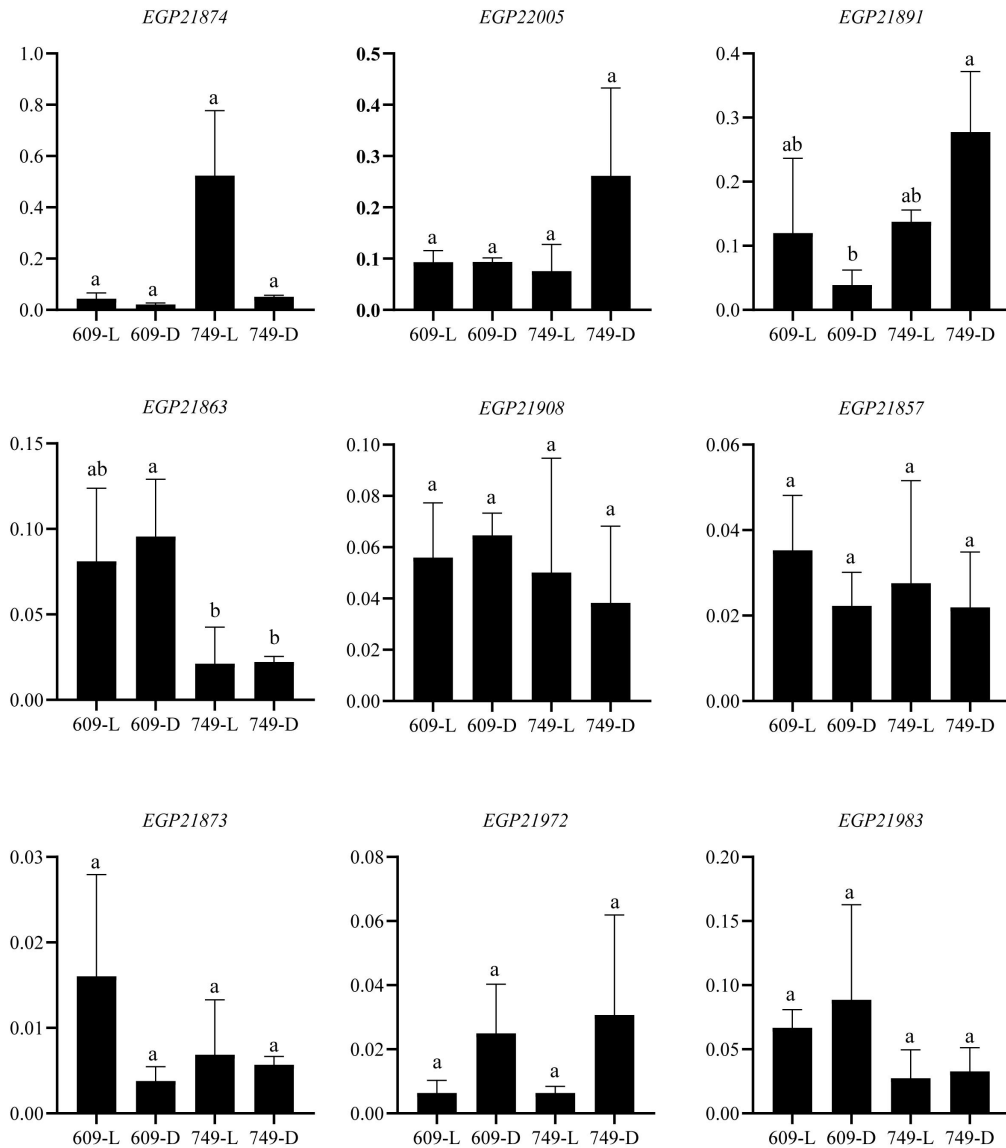 EGP21874
EGP22005
EGP21891
1.0
0.8
0.6
0.4
0.2
0.0
a
a
a
a
609-L 609-D 749-L 749-D
0.5
0.4
0.3
0.2
0.1
0.0
a
a
a
a
609-L 609-D 749-L 749-D
0.4
0.3
0.2
0.1
0.0
ab
b
ab
a
609-L 609-D 749-L 749-D
EGP21863
EGP21908
EGP21857
0.15
0.10
0.05
0.00
ab
a
b
b
609-L 609-D 749-L 749-D
0.10
0.08
0.06
0.04
0.02
0.00
a
a
a
a
609-L 609-D 749-L 749-D
0.06
0.04
0.02
0.00
a
a
a
a
609-L 609-D 749-L 749-D
EGP21873
EGP21972
EGP21983
0.03
0.02
0.01
0.00
a
a
a
a
609-L 609-D 749-L 749-D
0.08
0.06
0.04
0.02
0.00
a
a
a
a
609-L 609-D 749-L 749-D
0.20
0.15
0.10
0.05
0.00
a
a
a
a
609-L 609-D 749-L 749-D